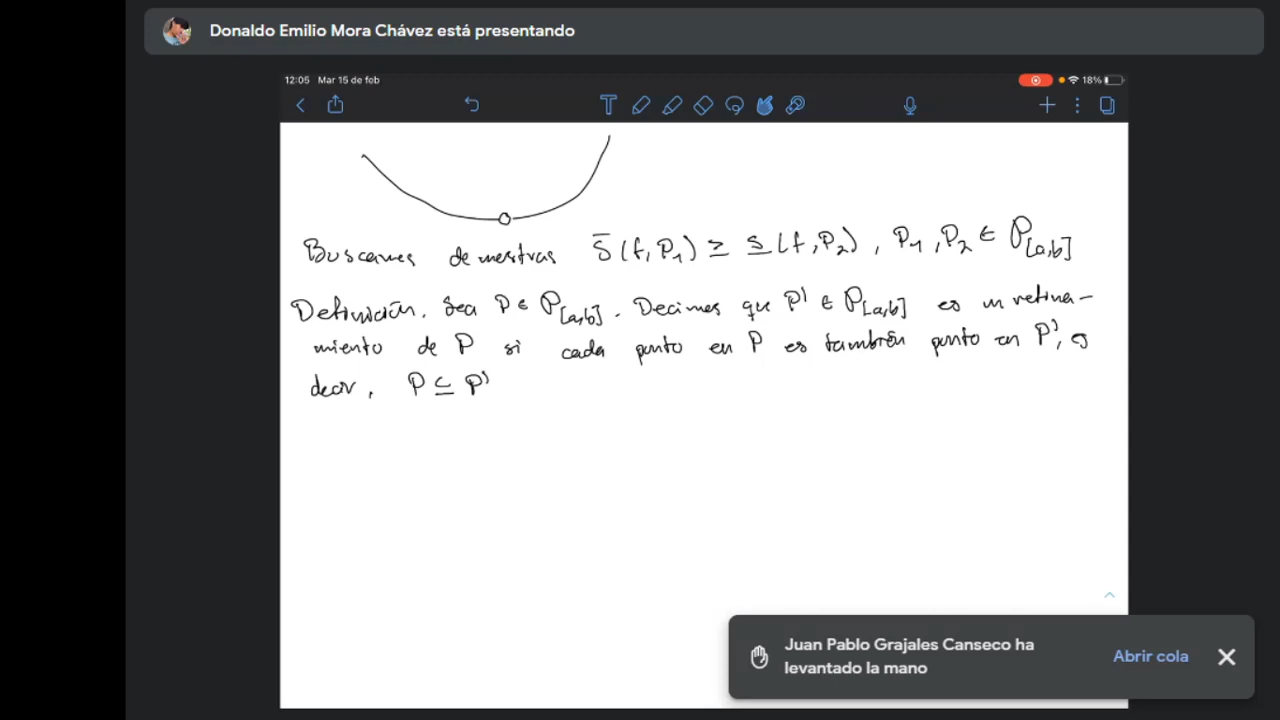 Donaldo Emilio Mora Chávez está presentando
12:05 Mar 15 de feb 18%
Buscamos demostrar S̅(f,P₁) ≥ S̲(f,P₂), P₁,P₂ ∈ P[a,b]
Definición. Sea P ∈ P[a,b]. Decimos que P' ∈ P[a,b] es un refina-
miento de P si cada punto en P es también punto en P', es
decir, P ⊆ P'
Juan Pablo Grajales Canseco ha
levantado la mano
Abrir cola